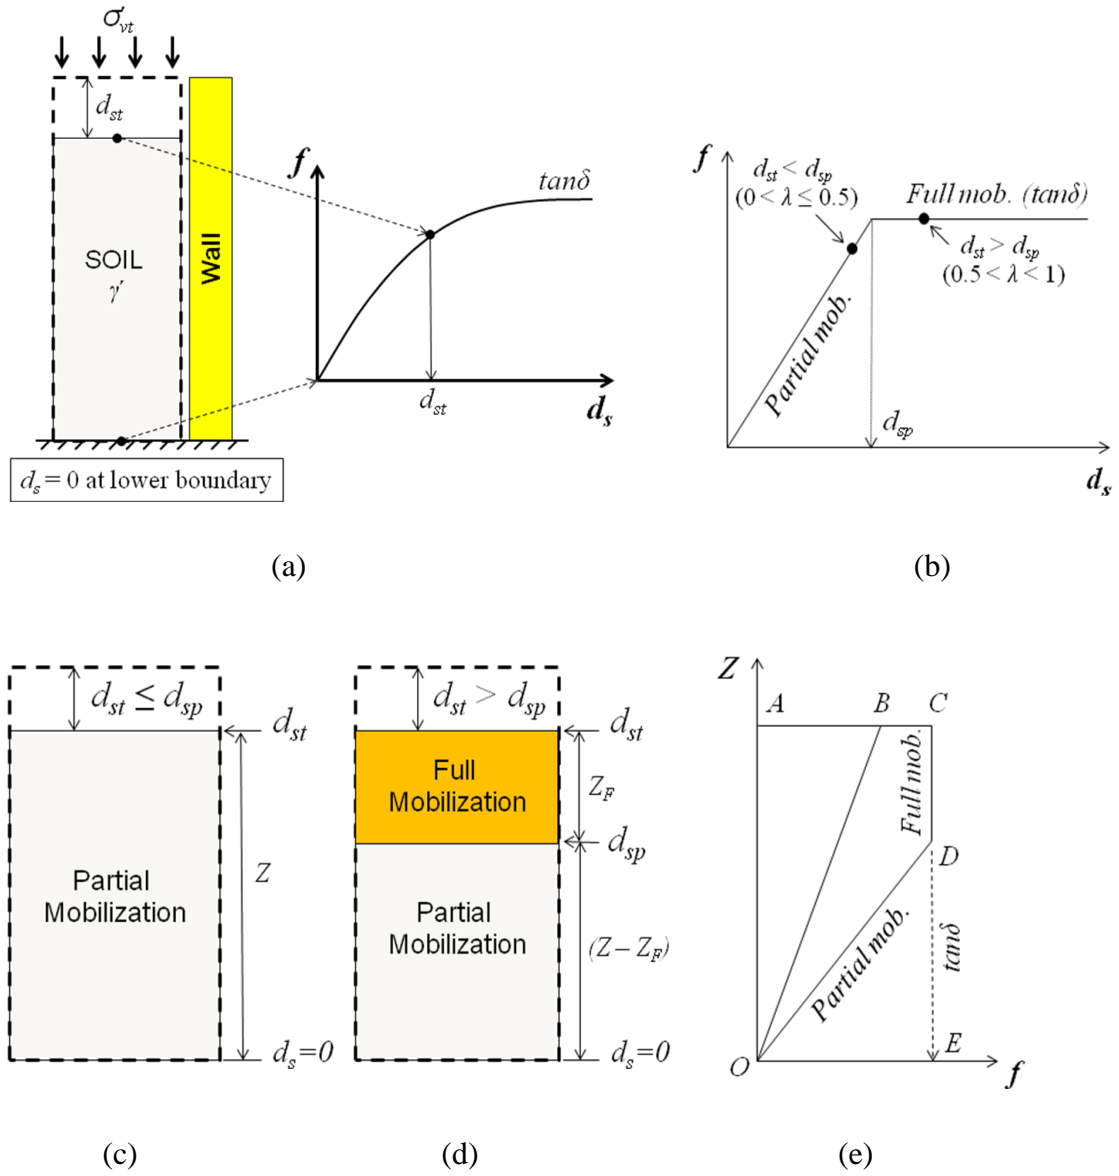 σ′vt
dst
SOIL
γ′
Wall
ds = 0 at lower boundary
f
tanδ
dst
ds
(a)
f
dst < dsp
(0 < λ ≤ 0.5)
Full mob. (tanδ)
dst > dsp
(0.5 < λ < 1)
Partial mob.
dsp
ds
(b)
dst ≤ dsp
dst
Partial
Mobilization
Z
ds=0
(c)
dst > dsp
dst
Full
Mobilization
ZF
dsp
Partial
Mobilization
(Z – ZF)
ds=0
(d)
Z
A
B
C
Full mob.
D
Partial mob.
tanδ
E
O
f
(e)